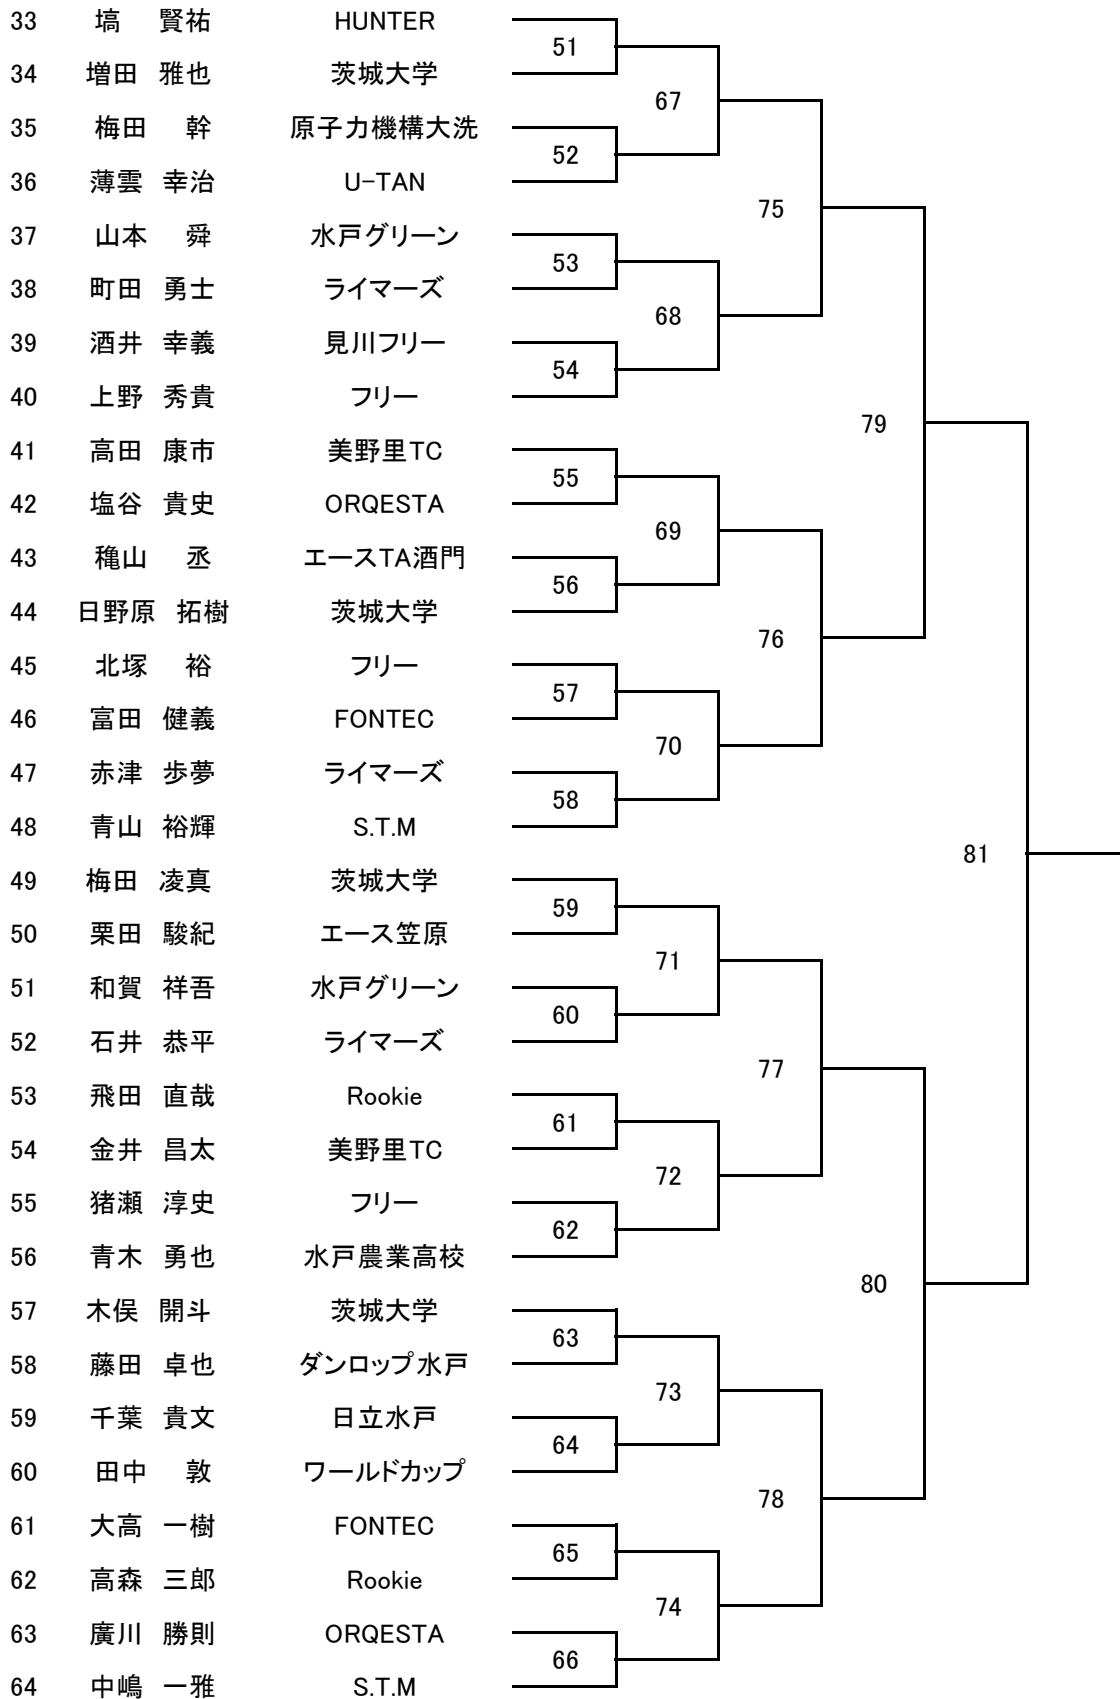 33 塙 賢祐 HUNTER
51
34 増田 雅也 茨城大学
67
35 梅田 幹 原子力機構大洗
52
36 薄雲 幸治 U-TAN
75
37 山本 舜 水戸グリーン
53
38 町田 勇士 ライマーズ
68
39 酒井 幸義 見川フリー
54
40 上野 秀貴 フリー
79
41 高田 康市 美野里TC
55
42 塩谷 貴史 ORQESTA
69
43 穐山 丞 エースTA酒門
56
44 日野原 拓樹 茨城大学
76
45 北塚 裕 フリー
57
46 富田 健義 FONTEC
70
47 赤津 歩夢 ライマーズ
58
48 青山 裕輝 S.T.M
81
49 梅田 凌真 茨城大学
59
50 栗田 駿紀 エース笠原
71
51 和賀 祥吾 水戸グリーン
60
52 石井 恭平 ライマーズ
77
53 飛田 直哉 Rookie
61
54 金井 昌太 美野里TC
72
55 猪瀬 淳史 フリー
62
56 青木 勇也 水戸農業高校
80
57 木俣 開斗 茨城大学
63
58 藤田 卓也 ダンロップ水戸
73
59 千葉 貴文 日立水戸
64
60 田中 敦 ワールドカップ
78
61 大高 一樹 FONTEC
65
62 高森 三郎 Rookie
74
63 廣川 勝則 ORQESTA
66
64 中嶋 一雅 S.T.M